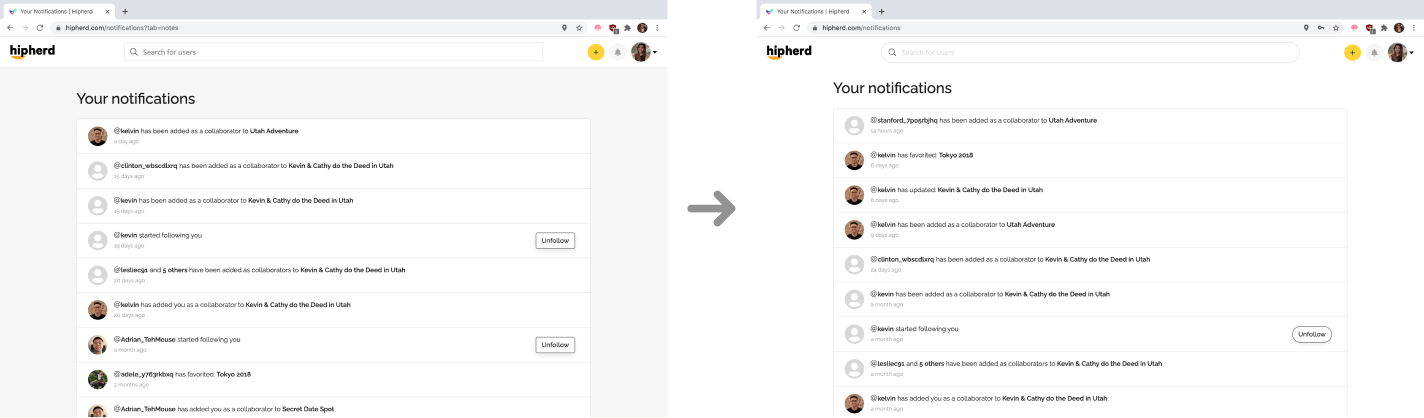 Your Notifications | Hipherd
hipherd.com/notifications?tab=notes
hipherd
Search for users
Your notifications
@kelvin has been added as a collaborator to Utah Adventure
a day ago
@clinton_wbscdlxrq has been added as a collaborator to Kevin & Cathy do the Deed in Utah
15 days ago
@kevin has been added as a collaborator to Kevin & Cathy do the Deed in Utah
19 days ago
@kevin started following you
Unfollow
19 days ago
@lesliec91 and 5 others have been added as collaborators to Kevin & Cathy do the Deed in Utah
20 days ago
@kelvin has added you as a collaborator to Kevin & Cathy do the Deed in Utah
20 days ago
@Adrian_TehMouse started following you
Unfollow
a month ago
@adele_y763rkbxq has favorited: Tokyo 2018
2 months ago
@Adrian_TehMouse has added you as a collaborator to Secret Date Spot
Your Notifications | Hipherd
hipherd.com/notifications
hipherd
Search for users
Your notifications
@stanford_7po5rbjhq has been added as a collaborator to Utah Adventure
14 hours ago
@kelvin has favorited: Tokyo 2018
6 days ago
@kelvin has updated: Kevin & Cathy do the Deed in Utah
8 days ago
@kelvin has been added as a collaborator to Utah Adventure
9 days ago
@clinton_wbscdlxrq has been added as a collaborator to Kevin & Cathy do the Deed in Utah
24 days ago
@kevin has been added as a collaborator to Kevin & Cathy do the Deed in Utah
a month ago
@kevin started following you
Unfollow
a month ago
@lesliec91 and 5 others have been added as collaborators to Kevin & Cathy do the Deed in Utah
a month ago
@kelvin has added you as a collaborator to Kevin & Cathy do the Deed in Utah
a month ago